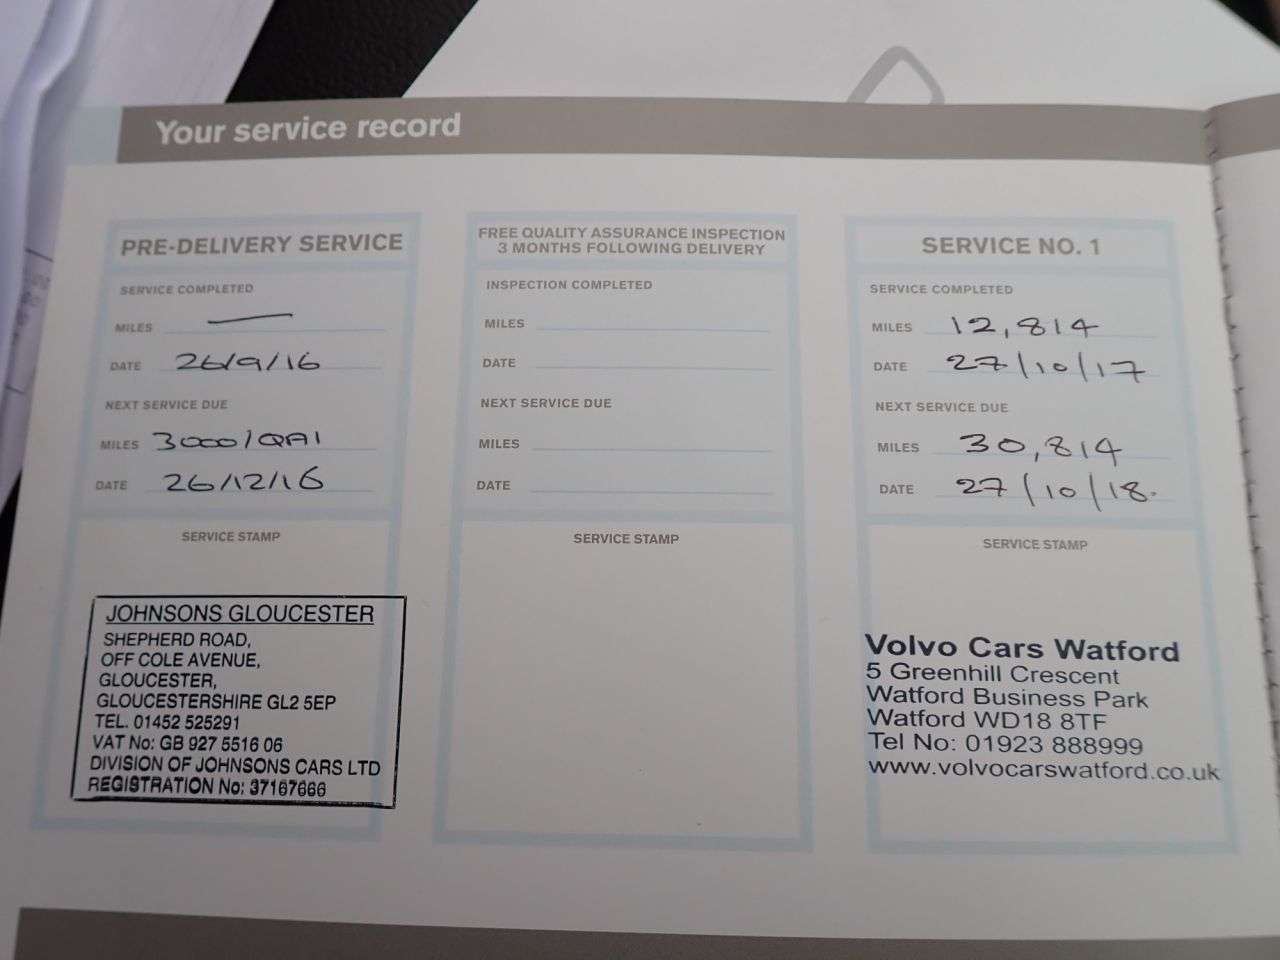 Your service record
PRE-DELIVERY SERVICE
SERVICE COMPLETED
MILES —
DATE 26/9/16
NEXT SERVICE DUE
MILES 3000/QAI
DATE 26/12/16
SERVICE STAMP
JOHNSONS GLOUCESTER
SHEPHERD ROAD,
OFF COLE AVENUE,
GLOUCESTER,
GLOUCESTERSHIRE GL2 5EP
TEL. 01452 525291
VAT No: GB 927 5516 06
DIVISION OF JOHNSONS CARS LTD
REGISTRATION No: 37167666
FREE QUALITY ASSURANCE INSPECTION
3 MONTHS FOLLOWING DELIVERY
INSPECTION COMPLETED
MILES
DATE
NEXT SERVICE DUE
MILES
DATE
SERVICE STAMP
SERVICE NO. 1
SERVICE COMPLETED
MILES 12,814
DATE 27/10/17
NEXT SERVICE DUE
MILES 30,814
DATE 27/10/18.
SERVICE STAMP
Volvo Cars Watford
5 Greenhill Crescent
Watford Business Park
Watford WD18 8TF
Tel No: 01923 888999
www.volvocarswatford.co.uk